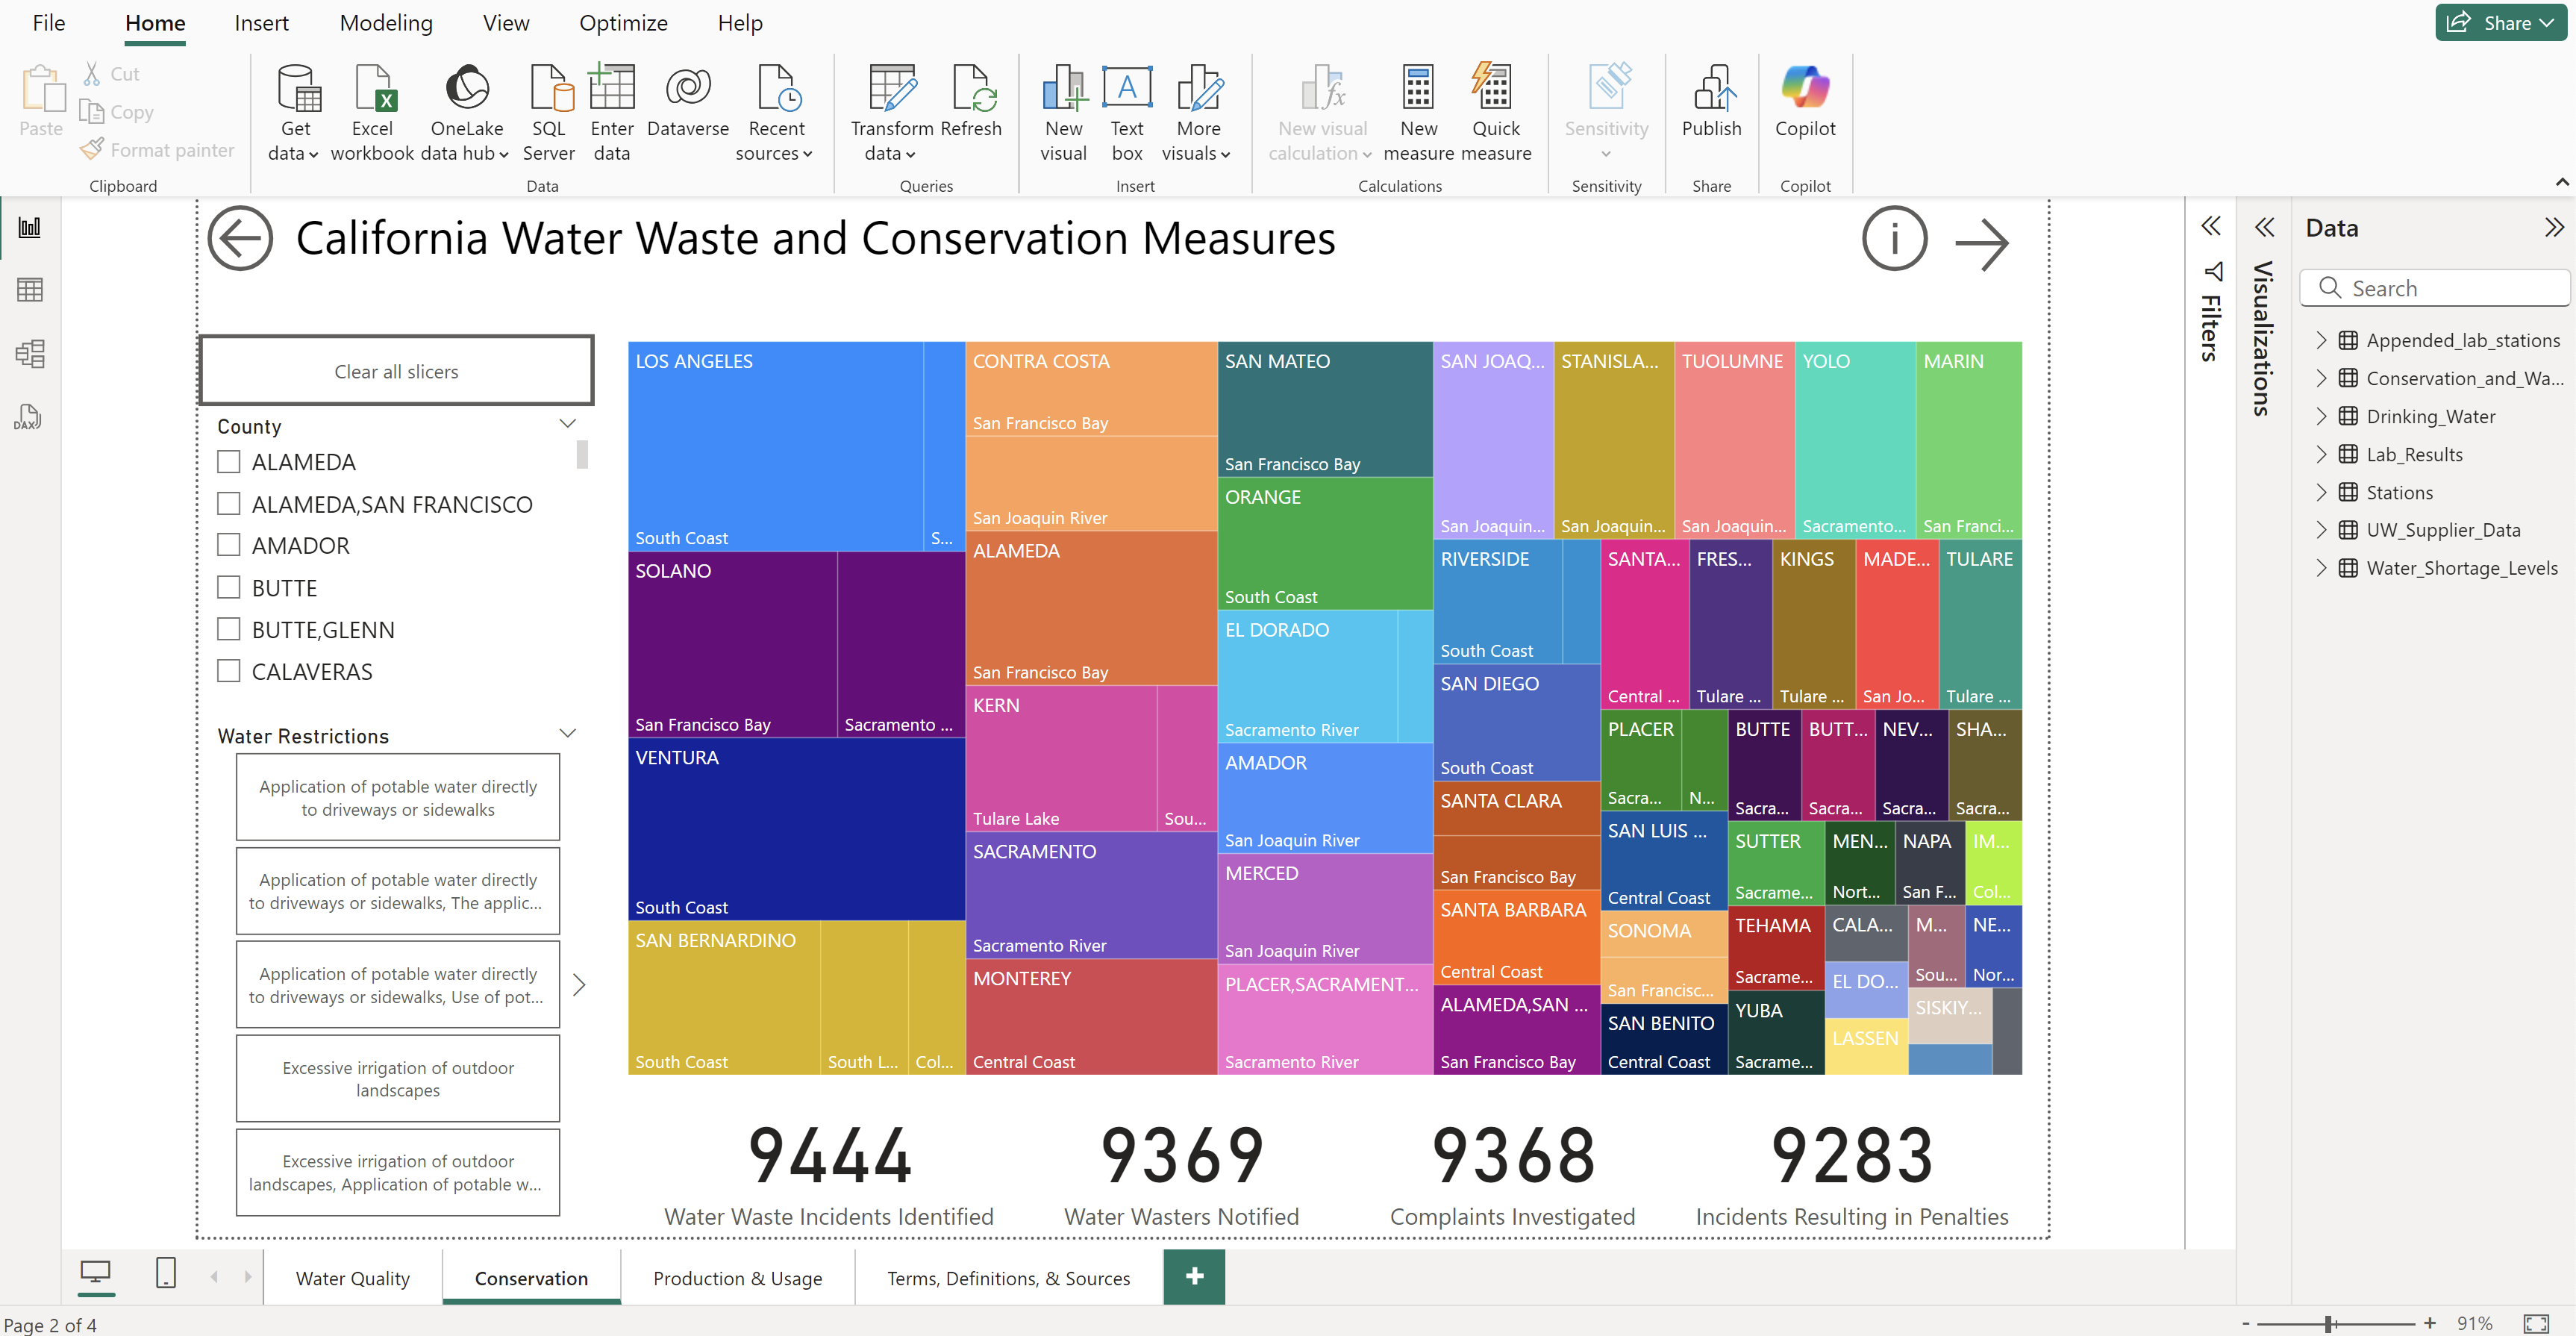 File Home Insert Modeling View Optimize Help
Share
Paste
Cut
Copy
Format painter
Clipboard
Get data
Excel workbook
OneLake data hub
SQL Server
Enter data
Dataverse
Recent sources
Data
Transform data
Refresh
Queries
New visual
Text box
More visuals
Insert
New visual calculation
New measure
Quick measure
Calculations
Sensitivity
Sensitivity
Publish
Share
Copilot
Copilot
DAX
California Water Waste and Conservation Measures
Clear all slicers
County
ALAMEDA
ALAMEDA,SAN FRANCISCO
AMADOR
BUTTE
BUTTE,GLENN
CALAVERAS
Water Restrictions
Application of potable water directly
to driveways or sidewalks
Application of potable water directly
to driveways or sidewalks, The applic...
Application of potable water directly
to driveways or sidewalks, Use of pot...
Excessive irrigation of outdoor
landscapes
Excessive irrigation of outdoor
landscapes, Application of potable w...
LOS ANGELES
South Coast
S...
SOLANO
San Francisco Bay
Sacramento ...
VENTURA
South Coast
SAN BERNARDINO
South Coast
South L...
Col...
CONTRA COSTA
San Francisco Bay
San Joaquin River
ALAMEDA
San Francisco Bay
KERN
Tulare Lake
Sou...
SACRAMENTO
Sacramento River
MONTEREY
Central Coast
SAN MATEO
San Francisco Bay
ORANGE
South Coast
EL DORADO
Sacramento River
AMADOR
San Joaquin River
MERCED
San Joaquin River
PLACER,SACRAMENT...
Sacramento River
SAN JOAQ...
San Joaquin...
STANISLA...
San Joaquin...
TUOLUMNE
San Joaquin...
YOLO
Sacramento...
MARIN
San Franci...
RIVERSIDE
South Coast
SAN DIEGO
South Coast
SANTA CLARA
San Francisco Bay
SANTA BARBARA
Central Coast
ALAMEDA,SAN ...
San Francisco Bay
SANTA...
Central ...
FRES...
Tulare ...
KINGS
Tulare ...
MADE...
San Jo...
TULARE
Tulare ...
PLACER
Sacra...
N...
SAN LUIS ...
Central Coast
SONOMA
San Francisc...
SAN BENITO
Central Coast
BUTTE
Sacra...
BUTT...
Sacra...
NEV...
Sacra...
SHA...
Sacra...
SUTTER
Sacrame...
MEN...
Nort...
NAPA
San F...
IM...
Col...
TEHAMA
Sacrame...
CALA...
M...
Sou...
NE...
Nor...
YUBA
Sacrame...
EL DO...
LASSEN
SISKIY...
9444
Water Waste Incidents Identified
9369
Water Wasters Notified
9368
Complaints Investigated
9283
Incidents Resulting in Penalties
Filters
Visualizations
Data
Search
Appended_lab_stations
Conservation_and_Wa...
Drinking_Water
Lab_Results
Stations
UW_Supplier_Data
Water_Shortage_Levels
Water Quality
Conservation
Production & Usage
Terms, Definitions, & Sources
+
Page 2 of 4
- + 91%